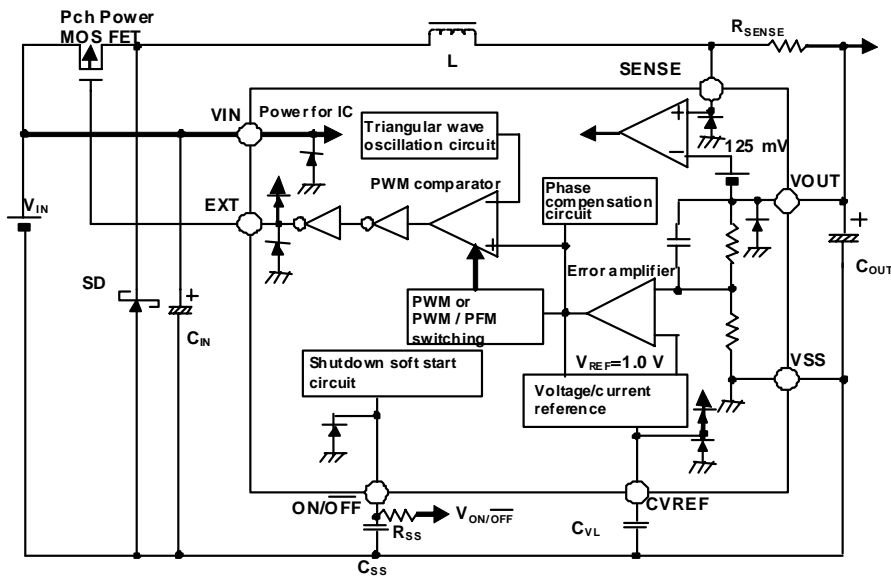 Pch Power
MOS FET
L
RSENSE
SENSE
VIN
Power for IC
Triangular wave
oscillation circuit
125 mV
PWM comparator
Phase
compensation
circuit
VOUT
EXT
VIN
+
-
+
-
+
COUT
SD
+
CIN
Error amplifier
PWM or
PWM / PFM
switching
VREF=1.0 V
VSS
Shutdown soft start
circuit
Voltage/current
reference
ON/OFF
CVREF
VON/OFF
RSS
CVL
CSS